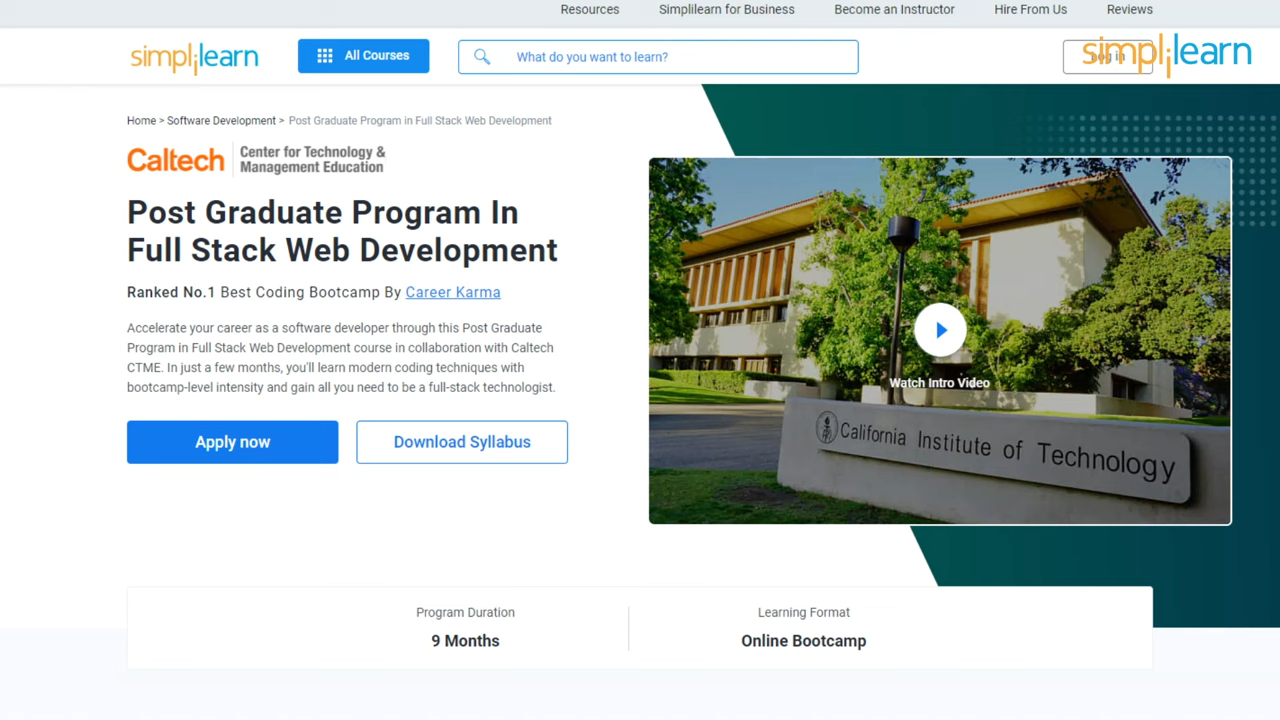 Resources Simplilearn for Business Become an Instructor Hire From Us Reviews
simplilearn All Courses What do you want to learn? Log in simplilearn
Home > Software Development > Post Graduate Program in Full Stack Web Development
Caltech Center for Technology &
Management Education
Post Graduate Program In
Full Stack Web Development
Ranked No.1 Best Coding Bootcamp By Career Karma
Accelerate your career as a software developer through this Post Graduate
Program in Full Stack Web Development course in collaboration with Caltech
CTME. In just a few months, you'll learn modern coding techniques with
bootcamp-level intensity and gain all you need to be a full-stack technologist.
Apply now Download Syllabus
Watch Intro Video
California Institute of Technology
Program Duration Learning Format
9 Months Online Bootcamp